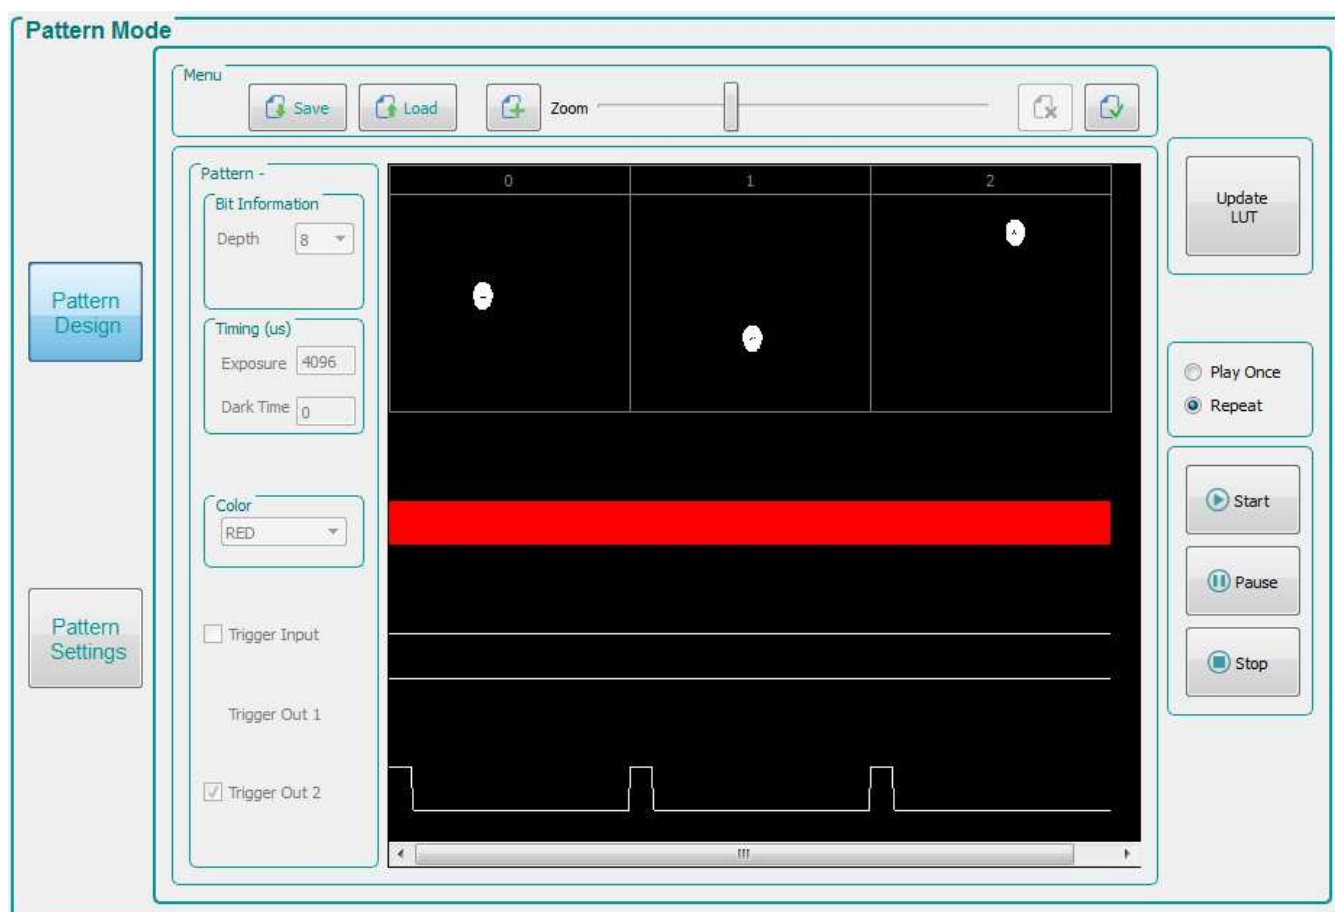 Pattern Mode
Menu
Save
Load
Zoom
Pattern -
Bit Information
Depth
8
Timing (us)
Exposure
4096
Dark Time
0
Color
RED
Trigger Input
Trigger Out 1
Trigger Out 2
0
1
2
Pattern
Design
Pattern
Settings
Update
LUT
Play Once
Repeat
Start
Pause
Stop